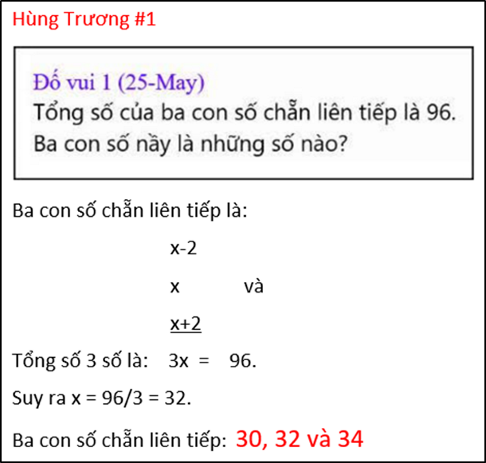 Hùng Trương #1
Đố vui 1 (25-May)
Tổng số của ba con số chẵn liên tiếp là 96.
Ba con số nầy là những số nào?
Ba con số chẵn liên tiếp là:
x-2
x và
x+2
Tổng số 3 số là: 3x = 96.
Suy ra x = 96/3 = 32.
Ba con số chẵn liên tiếp: 30, 32 và 34